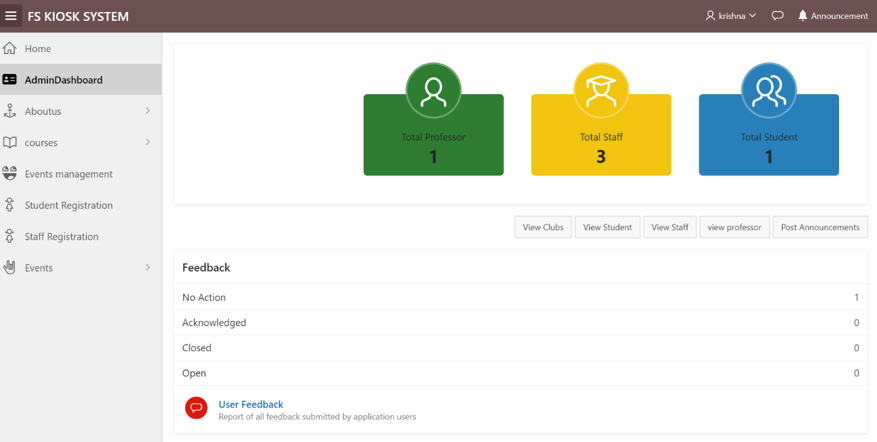 FS KIOSK SYSTEM
krishna
Announcement
Home
AdminDashboard
Aboutus
courses
Events management
Student Registration
Staff Registration
Events
Total Professor
1
Total Staff
3
Total Student
1
View Clubs
View Student
View Staff
view professor
Post Announcements
Feedback
No Action 1
Acknowledged 0
Closed 0
Open 0
User Feedback
Report of all feedback submitted by application users